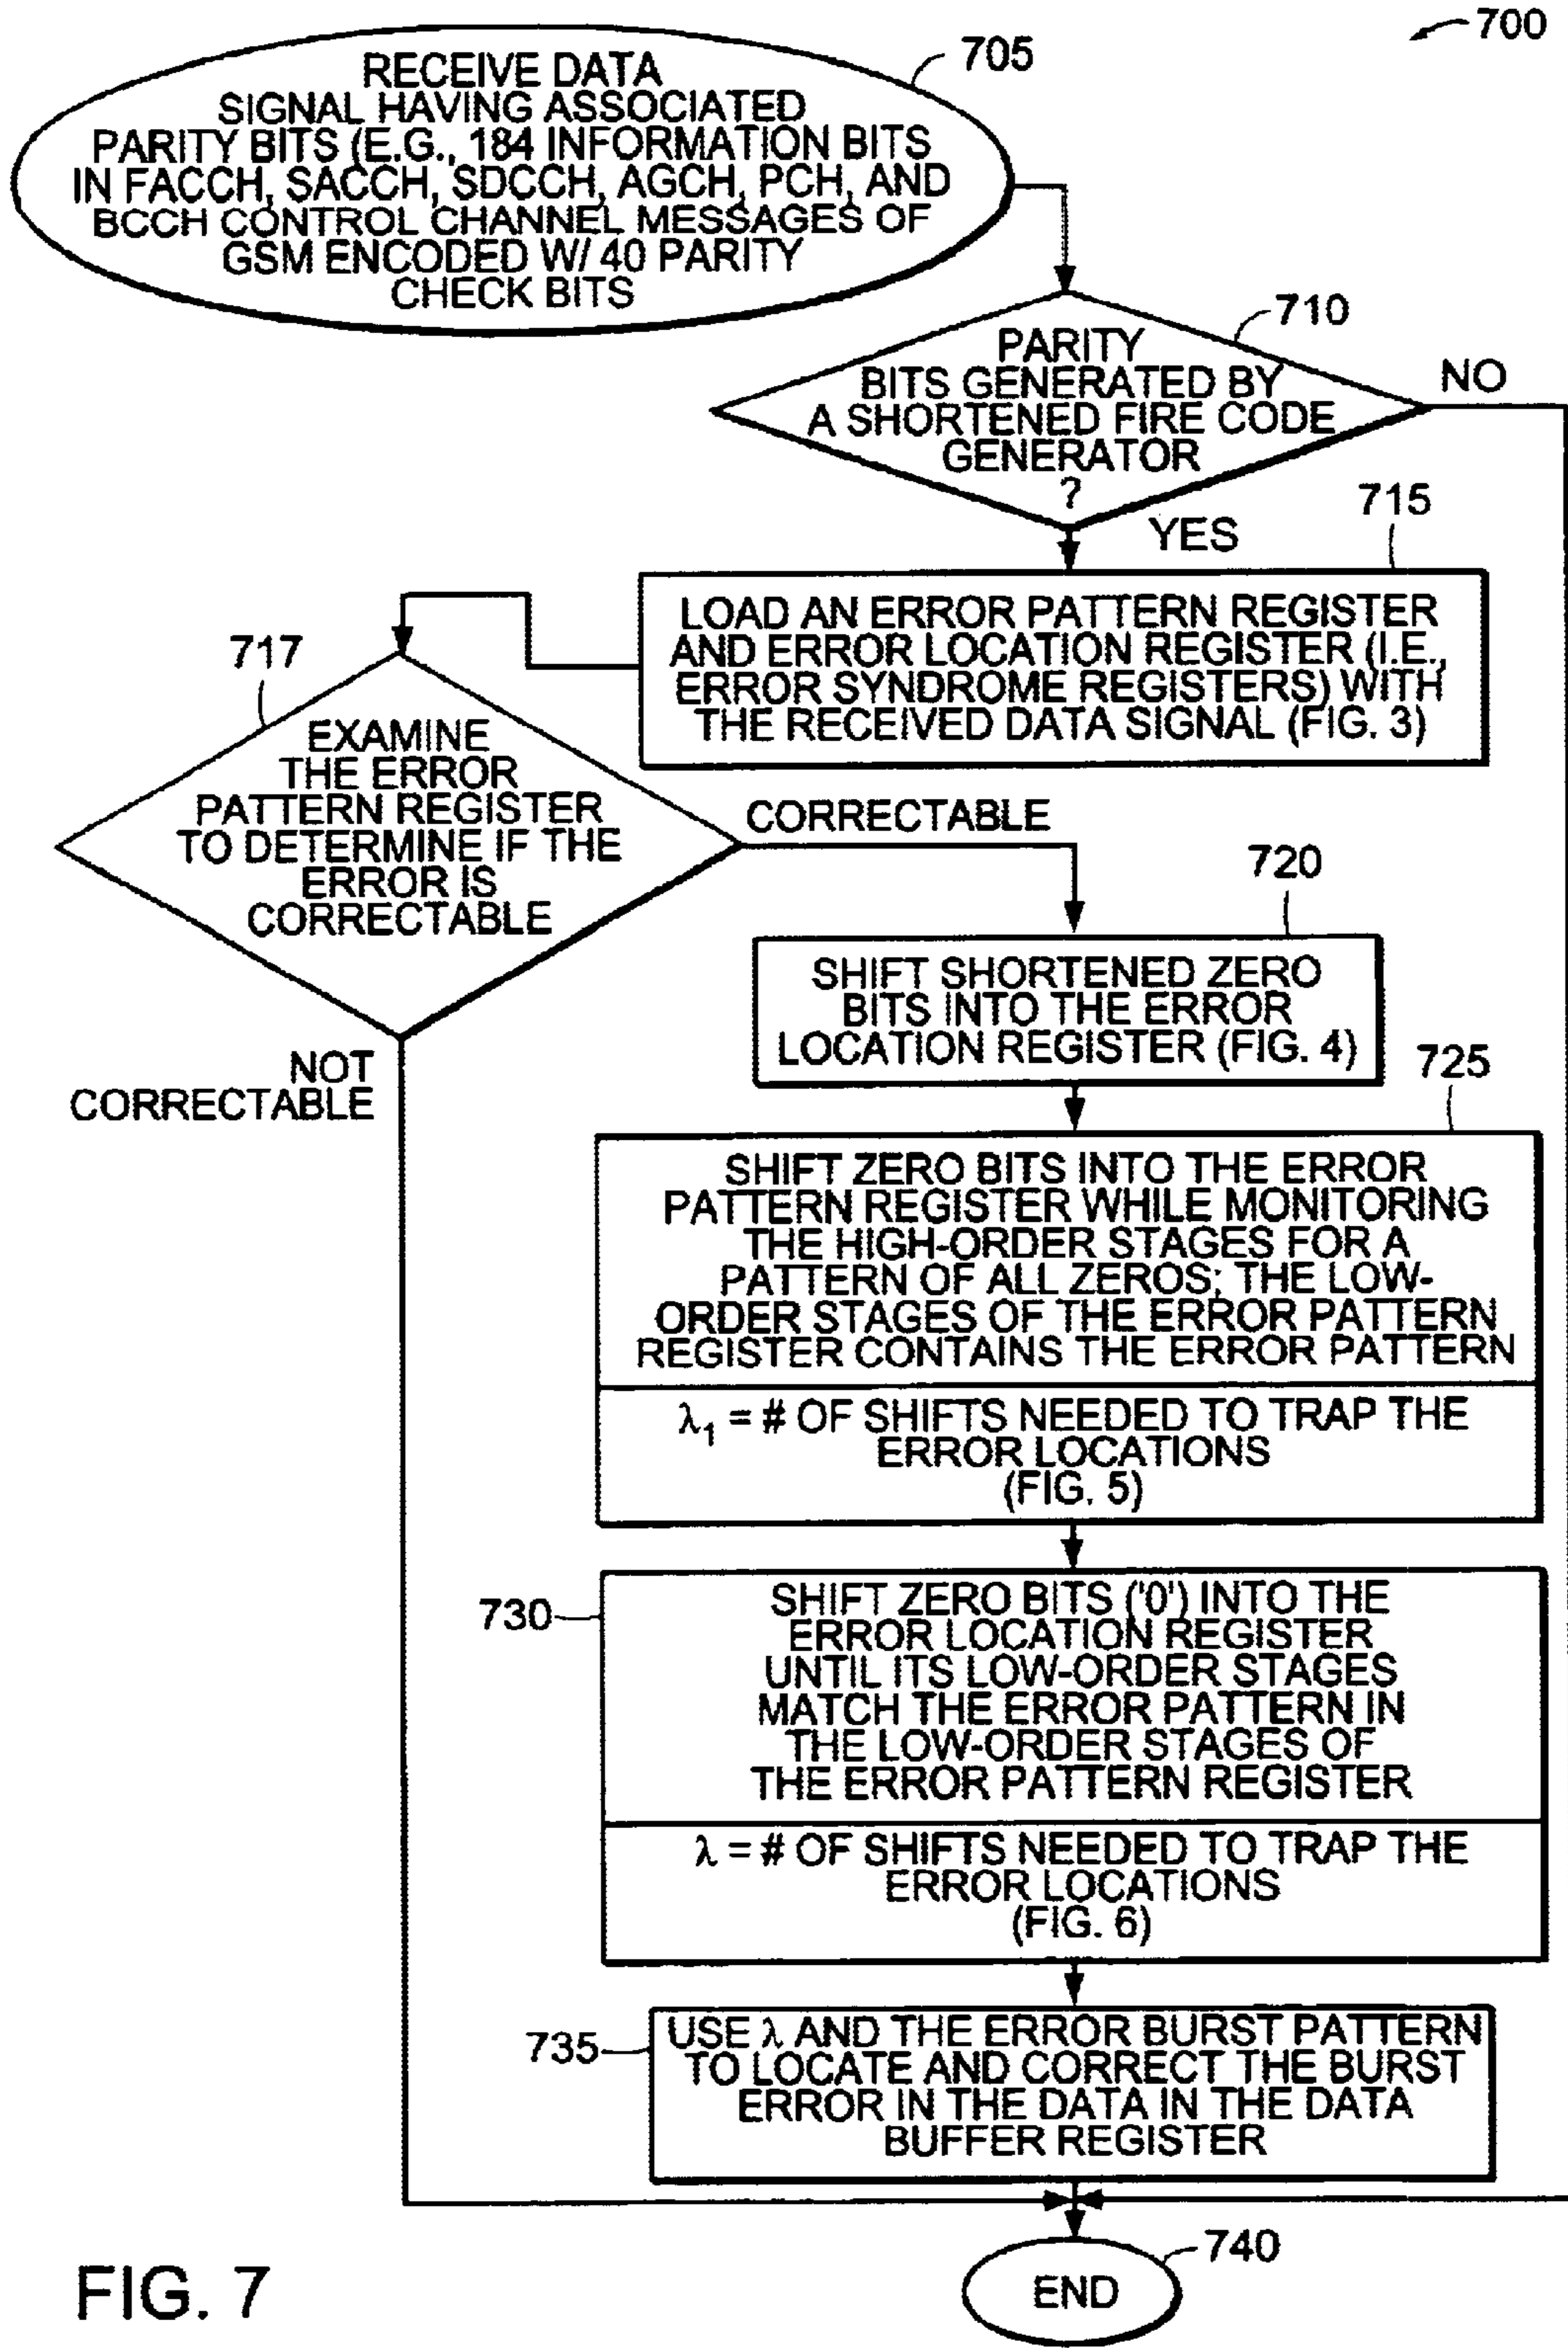 700
705
RECEIVE DATA
SIGNAL HAVING ASSOCIATED
PARITY BITS (E.G., 184 INFORMATION BITS
IN FACCH, SACCH, SDCCH, AGCH, PCH, AND
BCCH CONTROL CHANNEL MESSAGES OF
GSM ENCODED W/ 40 PARITY
CHECK BITS
710
PARITY
BITS GENERATED BY
A SHORTENED FIRE CODE
GENERATOR
?
NO
YES
715
LOAD AN ERROR PATTERN REGISTER
AND ERROR LOCATION REGISTER (I.E.,
ERROR SYNDROME REGISTERS) WITH
THE RECEIVED DATA SIGNAL (FIG. 3)
717
EXAMINE
THE ERROR
PATTERN REGISTER
TO DETERMINE IF THE
ERROR IS
CORRECTABLE
CORRECTABLE
NOT
CORRECTABLE
720
SHIFT SHORTENED ZERO
BITS INTO THE ERROR
LOCATION REGISTER (FIG. 4)
725
SHIFT ZERO BITS INTO THE ERROR
PATTERN REGISTER WHILE MONITORING
THE HIGH-ORDER STAGES FOR A
PATTERN OF ALL ZEROS; THE LOW-
ORDER STAGES OF THE ERROR PATTERN
REGISTER CONTAINS THE ERROR PATTERN
λ₁ = # OF SHIFTS NEEDED TO TRAP THE
ERROR LOCATIONS
(FIG. 5)
730
SHIFT ZERO BITS ('0') INTO THE
ERROR LOCATION REGISTER
UNTIL ITS LOW-ORDER STAGES
MATCH THE ERROR PATTERN IN
THE LOW-ORDER STAGES OF
THE ERROR PATTERN REGISTER
λ = # OF SHIFTS NEEDED TO TRAP THE
ERROR LOCATIONS
(FIG. 6)
735
USE λ AND THE ERROR BURST PATTERN
TO LOCATE AND CORRECT THE BURST
ERROR IN THE DATA IN THE DATA
BUFFER REGISTER
740
END
FIG. 7